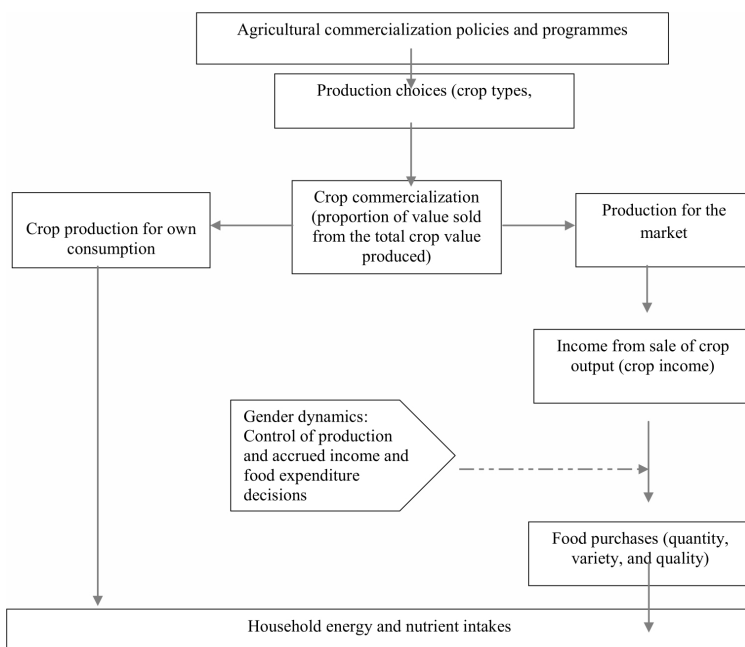 Agricultural commercialization policies and programmes
Production choices (crop types,
Crop commercialization
(proportion of value sold
from the total crop value
produced)
Crop production for own
consumption
Production for the
market
Income from sale of crop
output (crop income)
Gender dynamics:
Control of production
and accrued income and
food expenditure
decisions
Food purchases (quantity,
variety, and quality)
Household energy and nutrient intakes